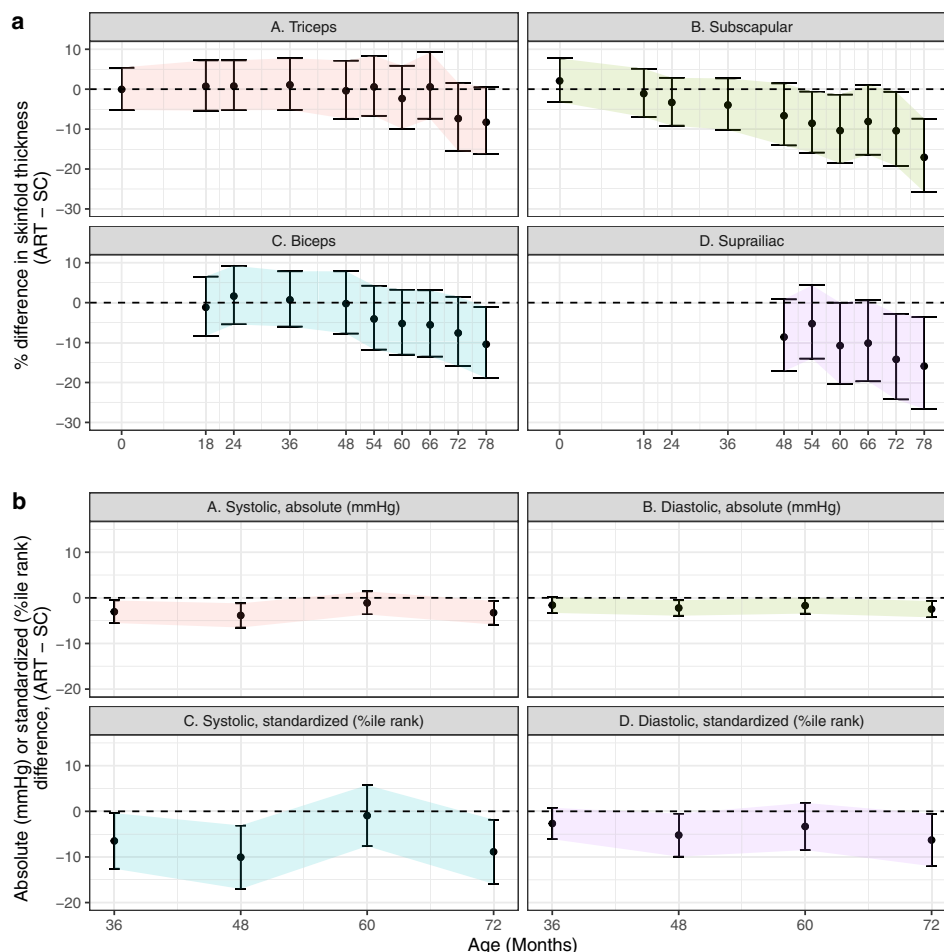 a
A. Triceps
B. Subscapular
% difference in skinfold thickness
(ART − SC)
10
0
−10
−20
−30
C. Biceps
D. Suprailiac
10
0
−10
−20
−30
0 18 24 36 48 54 60 66 72 78
0 18 24 36 48 54 60 66 72 78
b
A. Systolic, absolute (mmHg)
B. Diastolic, absolute (mmHg)
Absolute (mmHg) or standardized (%ile rank)
difference, (ART − SC)
10
0
−10
−20
C. Systolic, standardized (%ile rank)
D. Diastolic, standardized (%ile rank)
10
0
−10
−20
36 48 60 72
36 48 60 72
Age (Months)